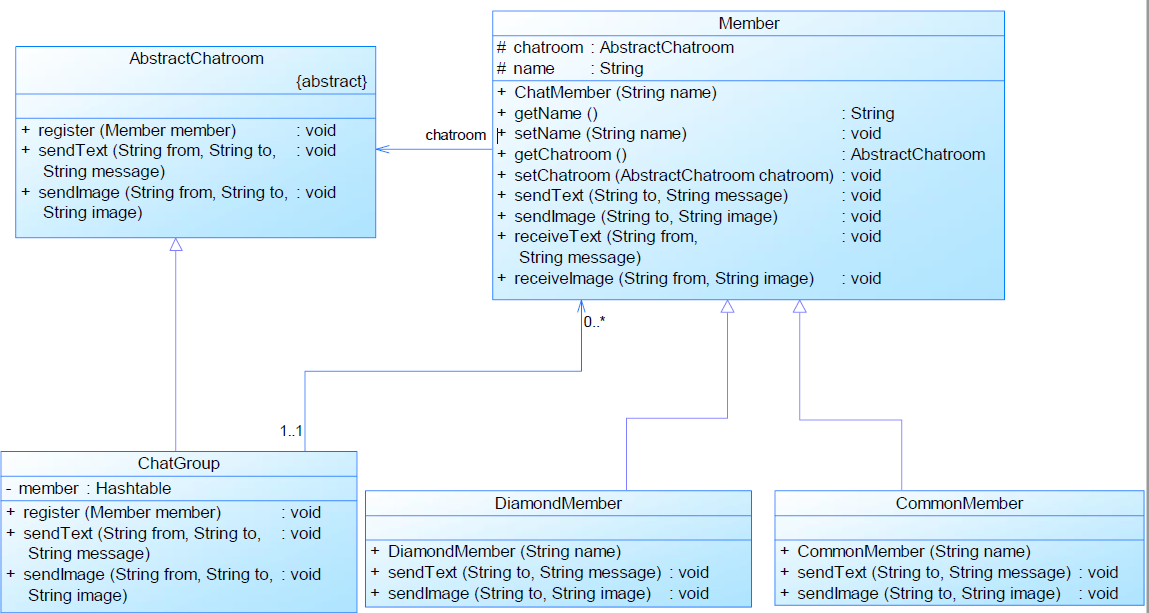 AbstractChatroom
{abstract}
+ register (Member member) : void
+ sendText (String from, String to, : void
String message)
+ sendImage (String from, String to, : void
String image)
chatroom
Member
# chatroom : AbstractChatroom
# name : String
+ ChatMember (String name)
+ getName () : String
+ setName (String name) : void
+ getChatroom () : AbstractChatroom
+ setChatroom (AbstractChatroom chatroom) : void
+ sendText (String to, String message) : void
+ sendImage (String to, String image) : void
+ receiveText (String from, : void
String message)
+ receiveImage (String from, String image) : void
0..*
1..1
ChatGroup
- member : Hashtable
+ register (Member member) : void
+ sendText (String from, String to, : void
String message)
+ sendImage (String from, String to, : void
String image)
DiamondMember
+ DiamondMember (String name)
+ sendText (String to, String message) : void
+ sendImage (String to, String image) : void
CommonMember
+ CommonMember (String name)
+ sendText (String to, String message) : void
+ sendImage (String to, String image) : void